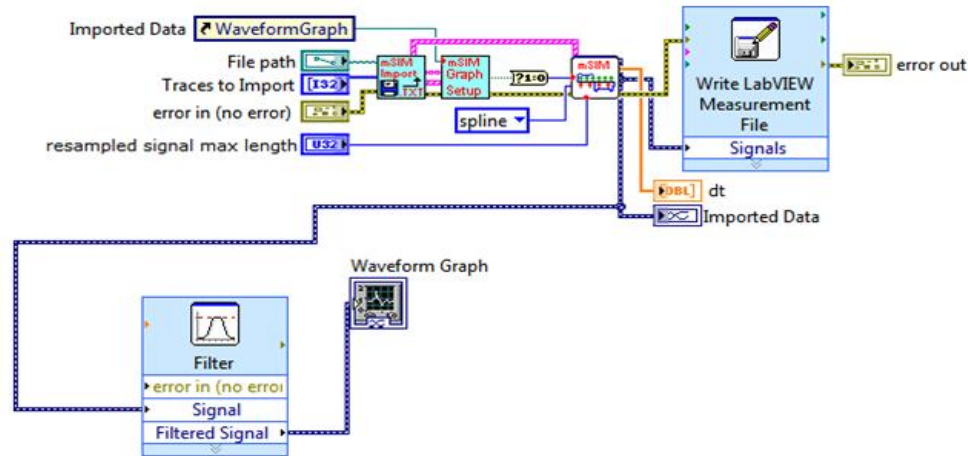 Imported Data
WaveformGraph
File path
Traces to Import
error in (no error)
resampled signal max length
[I32]
U32
mSIM
Import
TXT
mSIM
Graph
Setup
?1:0
spline
mSIM
Write LabVIEW
Measurement
File
Signals
error out
[DBL]
dt
Imported Data
Waveform Graph
Filter
error in (no error
Signal
Filtered Signal